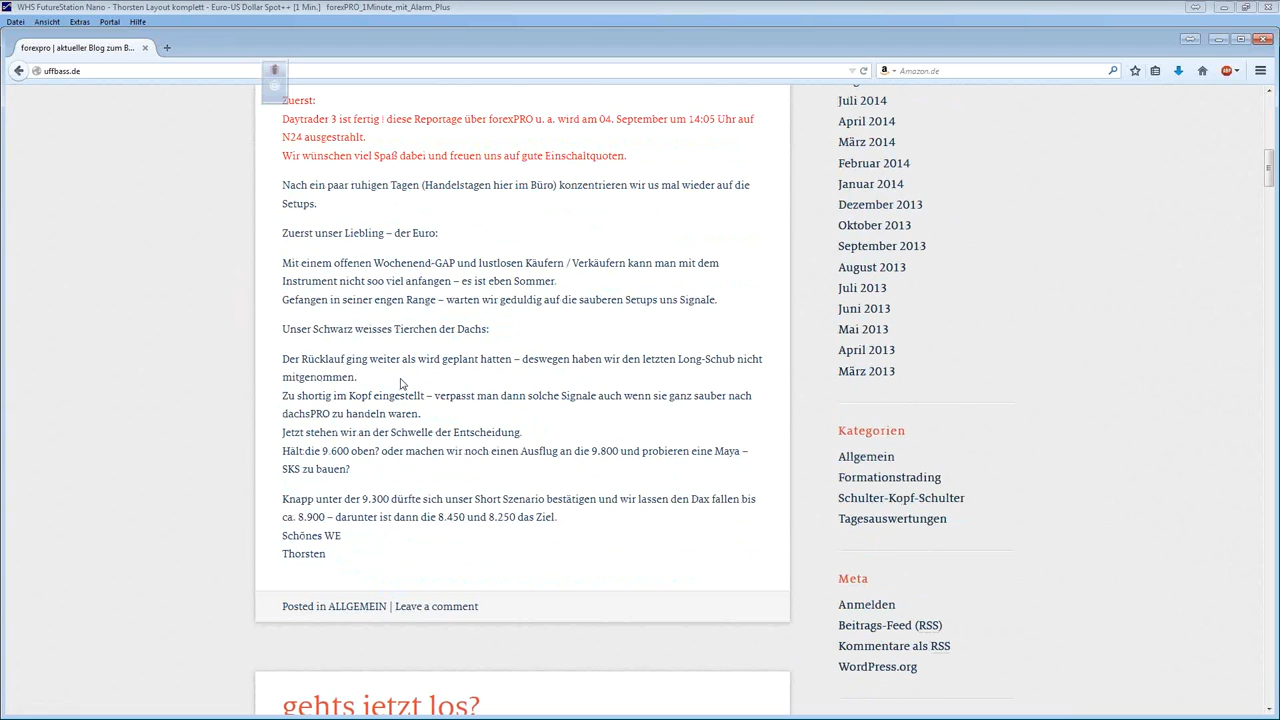 WHS FutureStation Nano - Thorsten Layout komplett - Euro-US Dollar Spot++ [1 Min.] forexPRO_1Minute_mit_Alarm_Plus
Datei Ansicht Extras Portal Hilfe
forexpro | aktueller Blog zum B...
uffbass.de
Amazon.de
Zuerst:
Daytrader 3 ist fertig ! diese Reportage über forexPRO u. a. wird am 04. September um 14:05 Uhr auf
N24 ausgestrahlt.
Wir wünschen viel Spaß dabei und freuen uns auf gute Einschaltquoten.
Nach ein paar ruhigen Tagen (Handelstagen hier im Büro) konzentrieren wir us mal wieder auf die
Setups.
Zuerst unser Liebling – der Euro:
Mit einem offenen Wochenend-GAP und lustlosen Käufern / Verkäufern kann man mit dem
Instrument nicht soo viel anfangen – es ist eben Sommer.
Gefangen in seiner engen Range – warten wir geduldig auf die sauberen Setups uns Signale.
Unser Schwarz weisses Tierchen der Dachs:
Der Rücklauf ging weiter als wird geplant hatten – deswegen haben wir den letzten Long-Schub nicht
mitgenommen.
Zu shortig im Kopf eingestellt – verpasst man dann solche Signale auch wenn sie ganz sauber nach
dachsPRO zu handeln waren.
Jetzt stehen wir an der Schwelle der Entscheidung.
Hält die 9.600 oben? oder machen wir noch einen Ausflug an die 9.800 und probieren eine Maya –
SKS zu bauen?
Knapp unter der 9.300 dürfte sich unser Short Szenario bestätigen und wir lassen den Dax fallen bis
ca. 8.900 – darunter ist dann die 8.450 und 8.250 das Ziel.
Schönes WE
Thorsten
Posted in ALLGEMEIN | Leave a comment
gehts jetzt los?
Juli 2014
April 2014
März 2014
Februar 2014
Januar 2014
Dezember 2013
Oktober 2013
September 2013
August 2013
Juli 2013
Juni 2013
Mai 2013
April 2013
März 2013
Kategorien
Allgemein
Formationstrading
Schulter-Kopf-Schulter
Tagesauswertungen
Meta
Anmelden
Beitrags-Feed (RSS)
Kommentare als RSS
WordPress.org